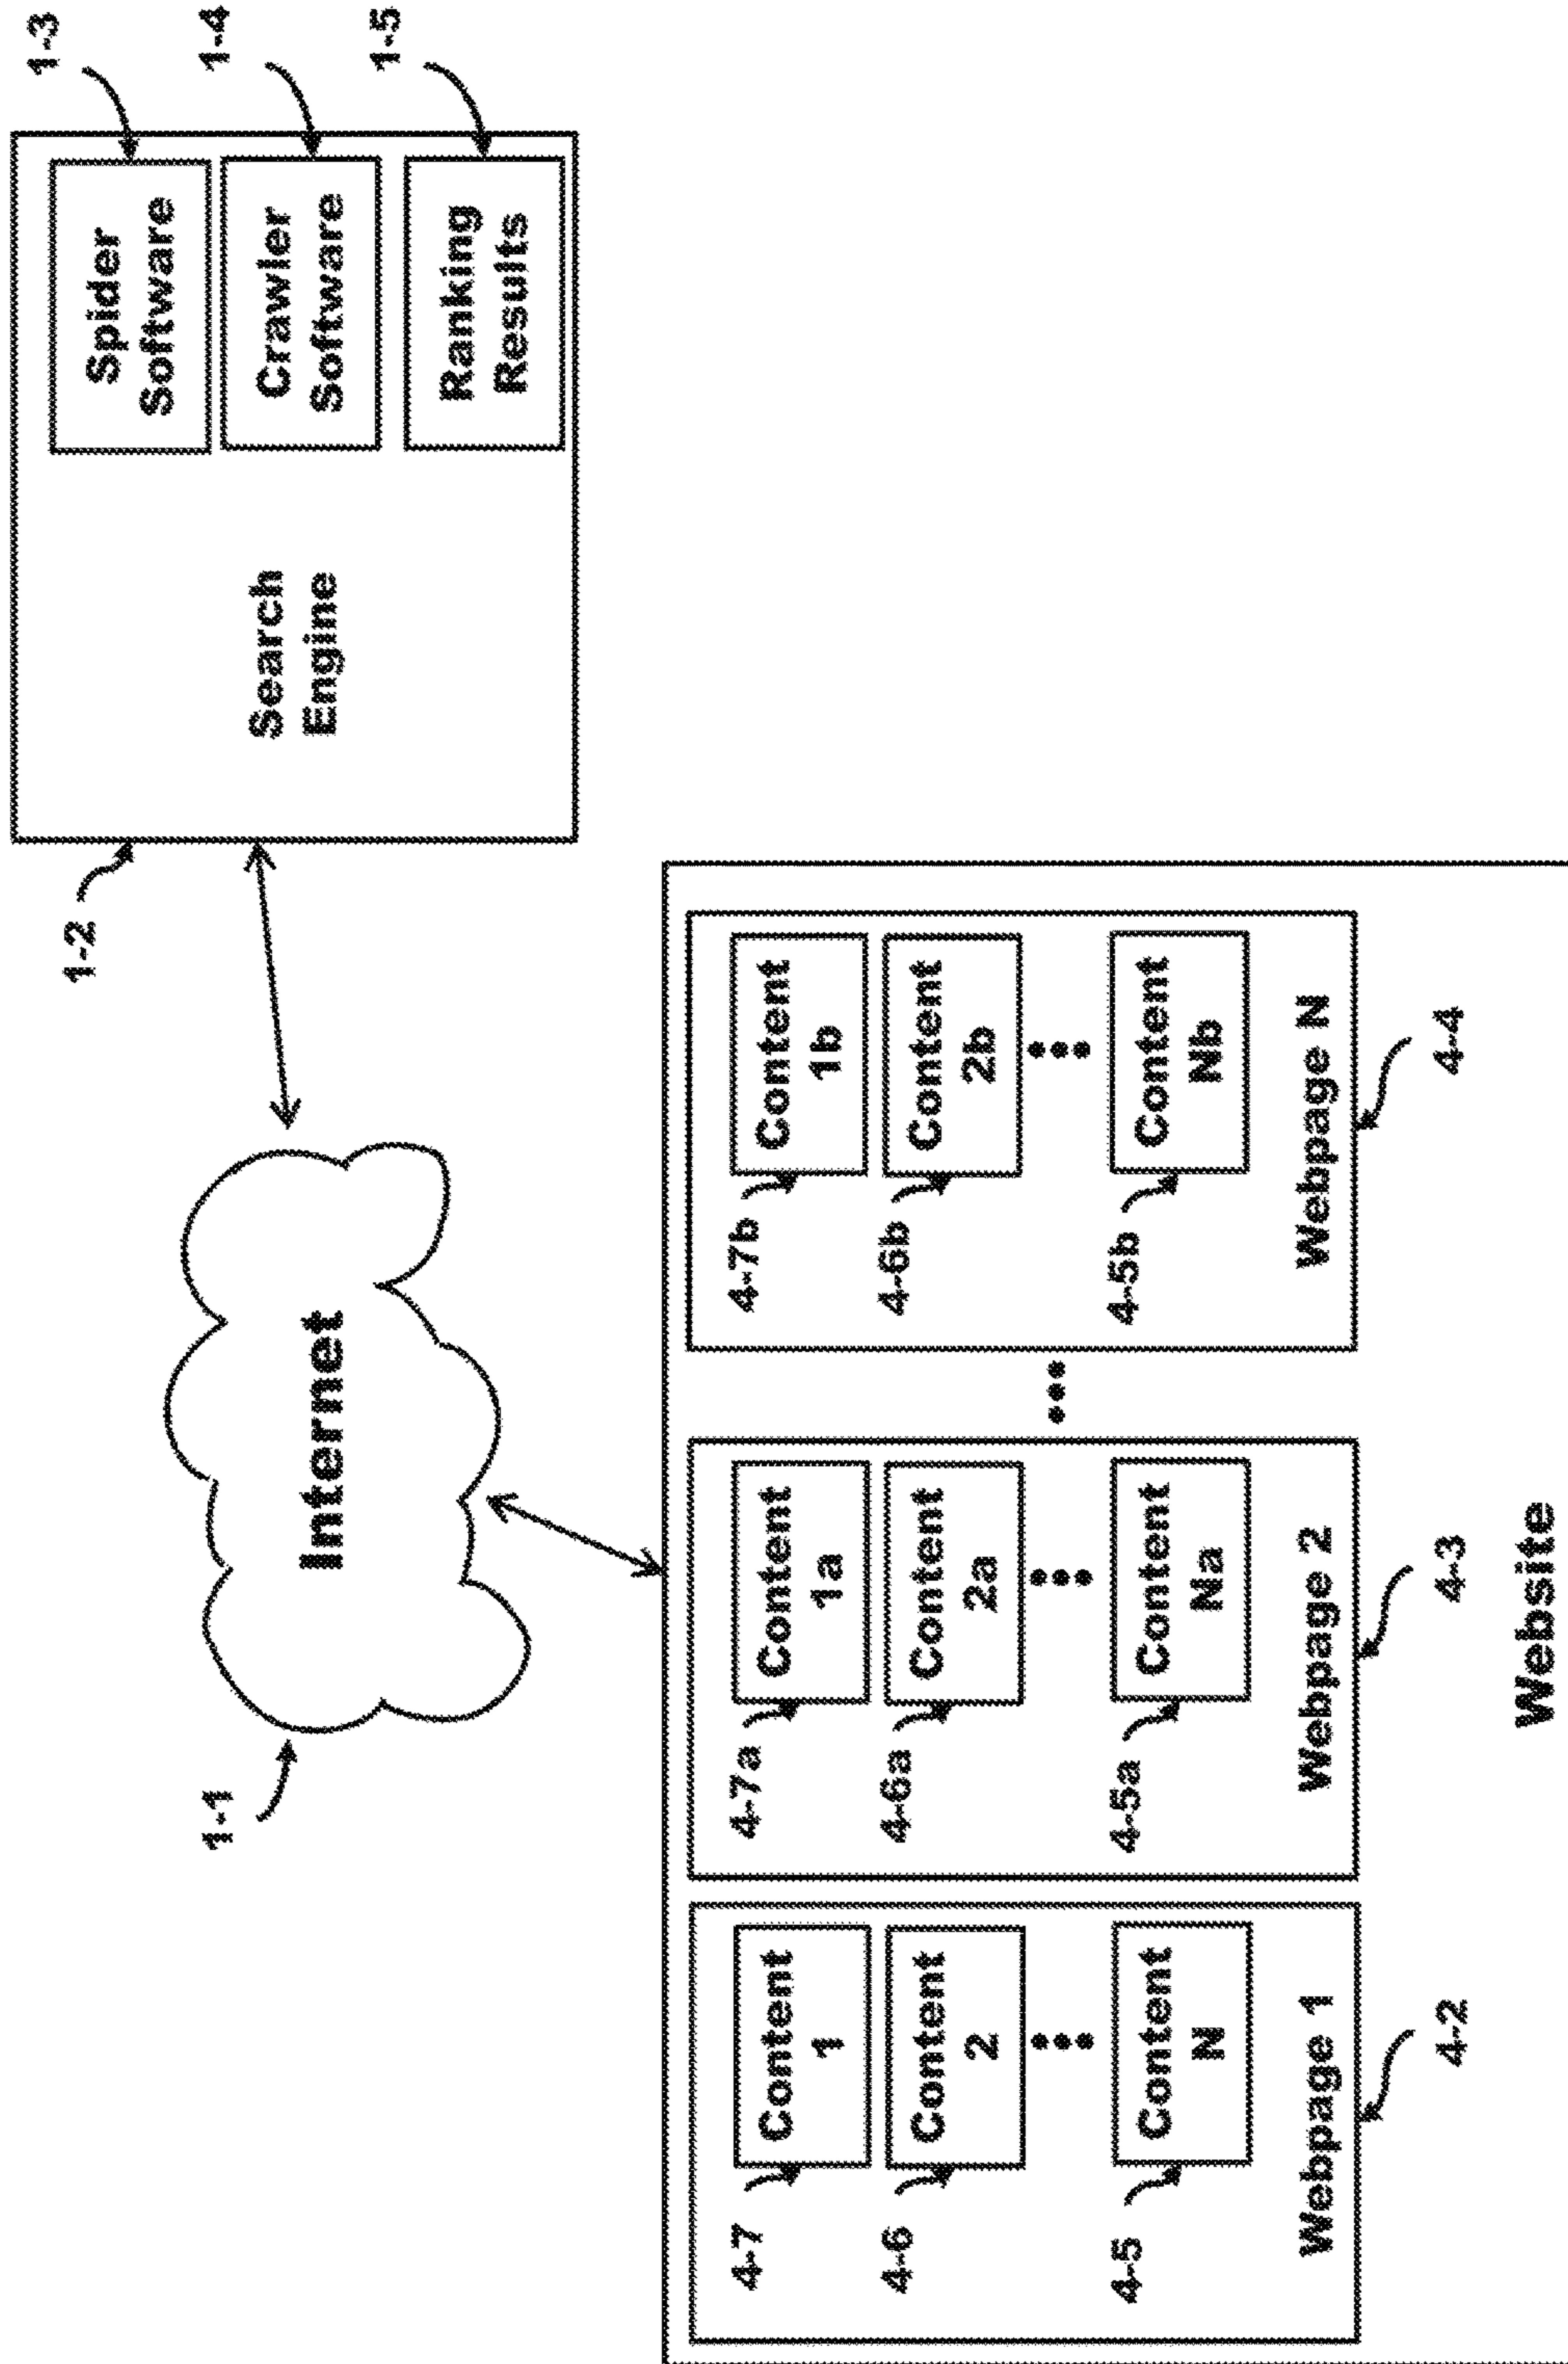 1-1
Internet
1-2
Search
Engine
Spider
Software
1-3
Crawler
Software
1-4
Ranking
Results
1-5
4-7
Content
1
4-6
Content
2
4-5
Content
N
Webpage 1
4-2
4-7a
Content
1a
4-6a
Content
2a
4-5a
Content
Na
Webpage 2
4-3
4-7b
Content
1b
4-6b
Content
2b
4-5b
Content
Nb
Webpage N
4-4
Website